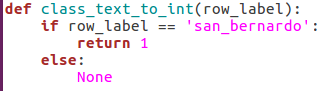 def class_text_to_int(row_label):
    if row_label == 'san_bernardo':
        return 1
    else:
        None